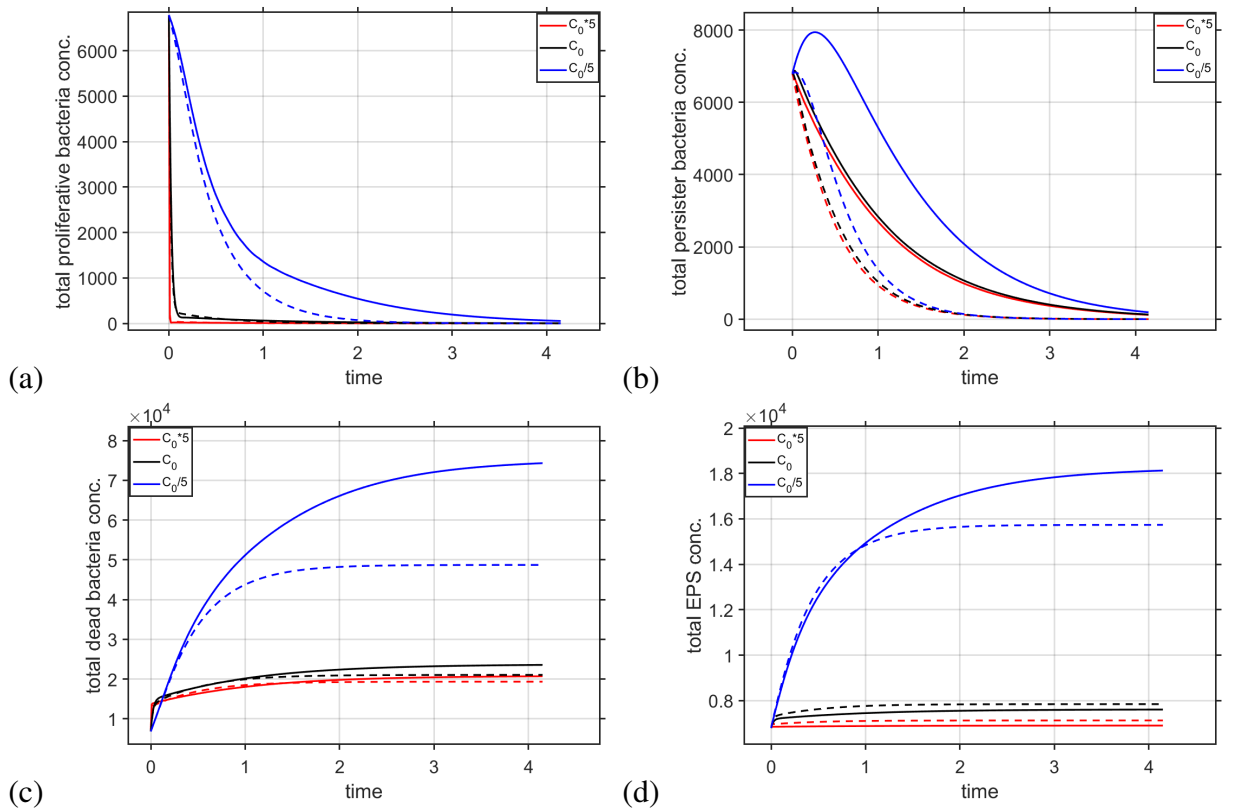 total proliferative bacteria conc.
6000
5000
4000
3000
2000
1000
0
C0*5
C0
C0/5
0 1 2 3 4
time
(a)
total persister bacteria conc.
8000
6000
4000
2000
0
C0*5
C0
C0/5
0 1 2 3 4
time
(b)
×10^4
total dead bacteria conc.
8
7
6
5
4
3
2
1
C0*5
C0
C0/5
0 1 2 3 4
time
(c)
×10^4
total EPS conc.
2
1.8
1.6
1.4
1.2
1
0.8
C0*5
C0
C0/5
0 1 2 3 4
time
(d)